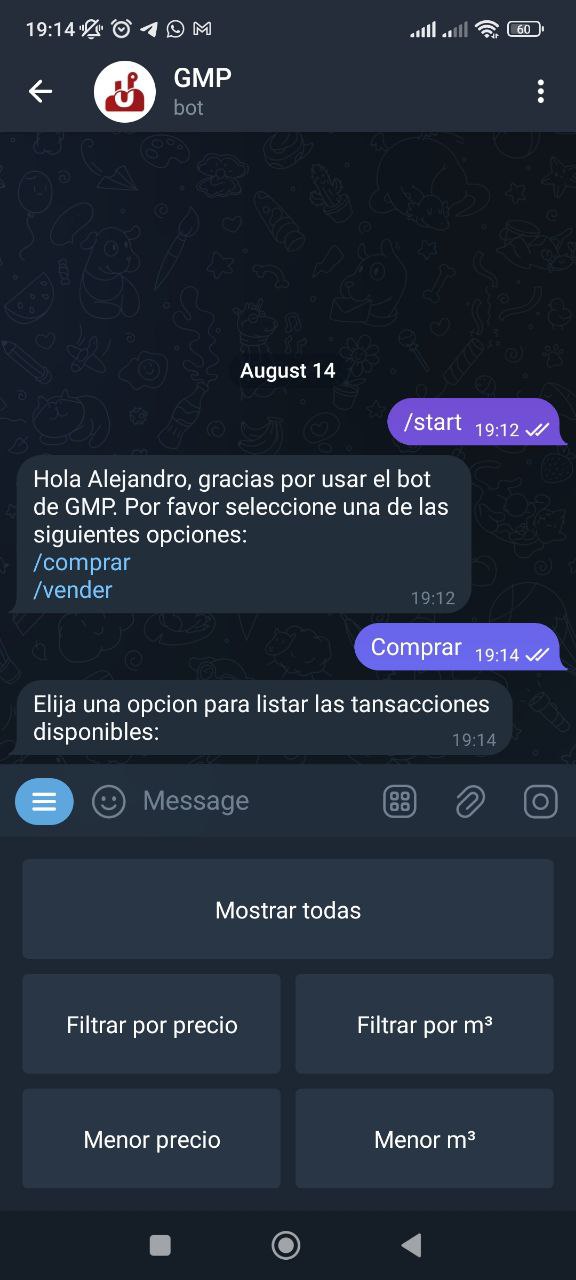 19:14
60
GMP
bot
August 14
/start 19:12
Hola Alejandro, gracias por usar el bot
de GMP. Por favor seleccione una de las
siguientes opciones:
/comprar
/vender
19:12
Comprar 19:14
Elija una opcion para listar las tansacciones
disponibles:
19:14
Message
Mostrar todas
Filtrar por precio
Filtrar por m³
Menor precio
Menor m³